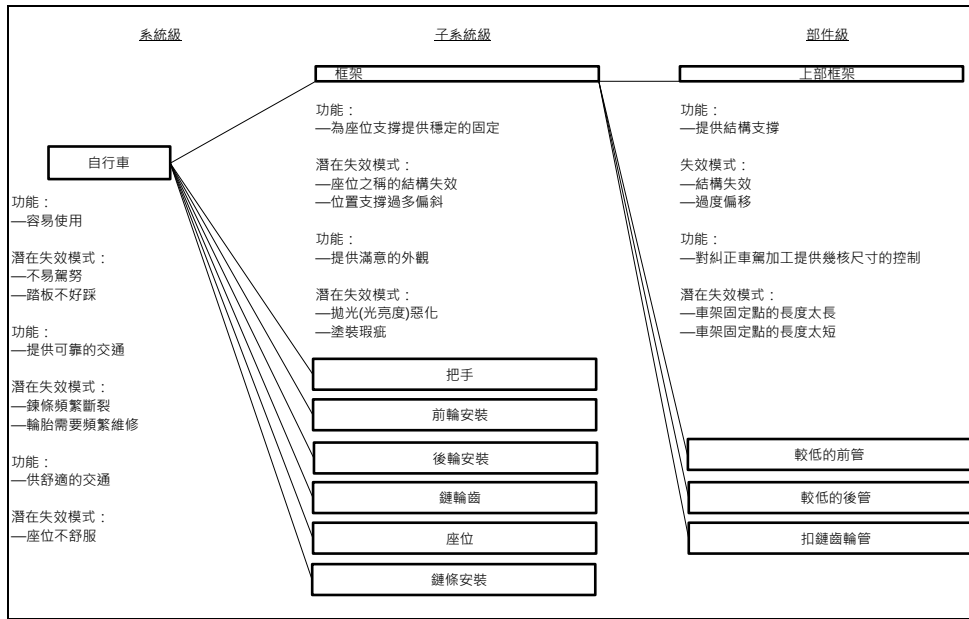 系統級
自行車
功能：
—容易使用
潛在失效模式：
—不易駕努
—踏板不好踩
功能：
—提供可靠的交通
潛在失效模式：
—鍊條頻繁斷裂
—輪胎需要頻繁維修
功能：
—供舒適的交通
潛在失效模式：
—座位不舒服
子系統級
框架
功能：
—為座位支撐提供穩定的固定
潛在失效模式：
—座位之稱的結構失效
—位置支撐過多偏斜
功能：
—提供滿意的外觀
潛在失效模式：
—拋光(光亮度)惡化
—塗裝瑕疵
把手
前輪安裝
後輪安裝
鏈輪齒
座位
鏈條安裝
部件級
上部框架
功能：
—提供結構支撐
失效模式：
—結構失效
—過度偏移
功能：
—對糾正車駕加工提供幾核尺寸的控制
潛在失效模式：
—車架固定點的長度太長
—車架固定點的長度太短
較低的前管
較低的後管
扣鏈齒輪管